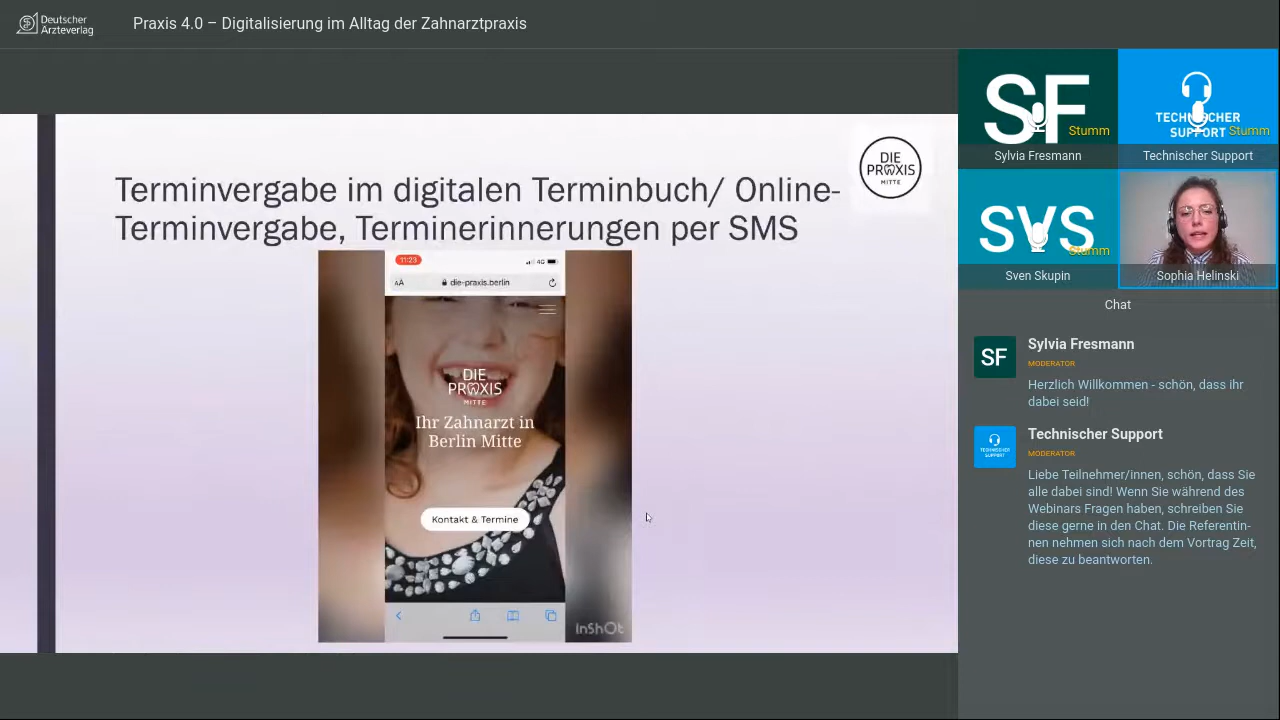 Deutscher
Ärzteverlag
Praxis 4.0 – Digitalisierung im Alltag der Zahnarztpraxis
DIE
PRAXIS
MITTE
Terminvergabe im digitalen Terminbuch/ Online-
Terminvergabe, Terminerinnerungen per SMS
11:23
4G
AA
die-praxis.berlin
DIE
PRAXIS
MITTE
Ihr Zahnarzt in
Berlin Mitte
Kontakt & Termine
InShOt
SF
Stumm
Sylvia Fresmann
TECHNISCHER
SUPPORT
Stumm
Technischer Support
SVS
Stumm
Sven Skupin
Sophia Helinski
Chat
SF
Sylvia Fresmann
MODERATOR
Herzlich Willkommen - schön, dass ihr
dabei seid!
TECHNISCHER
SUPPORT
Technischer Support
MODERATOR
Liebe Teilnehmer/innen, schön, dass Sie
alle dabei sind! Wenn Sie während des
Webinars Fragen haben, schreiben Sie
diese gerne in den Chat. Die Referentin-
nen nehmen sich nach dem Vortrag Zeit,
diese zu beantworten.